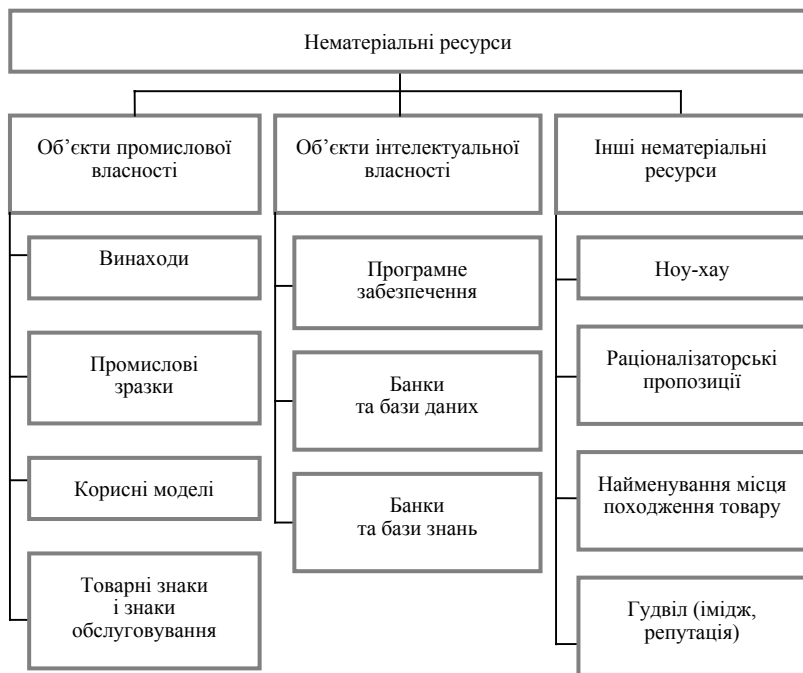 Нематеріальні ресурси
Об’єкти промислової
власності
Об’єкти інтелектуальної
власності
Інші нематеріальні
ресурси
Винаходи
Промислові
зразки
Корисні моделі
Товарні знаки
і знаки
обслуговування
Програмне
забезпечення
Банки
та бази даних
Банки
та бази знань
Ноу-хау
Раціоналізаторські
пропозиції
Найменування місця
походження товару
Гудвіл (імідж,
репутація)